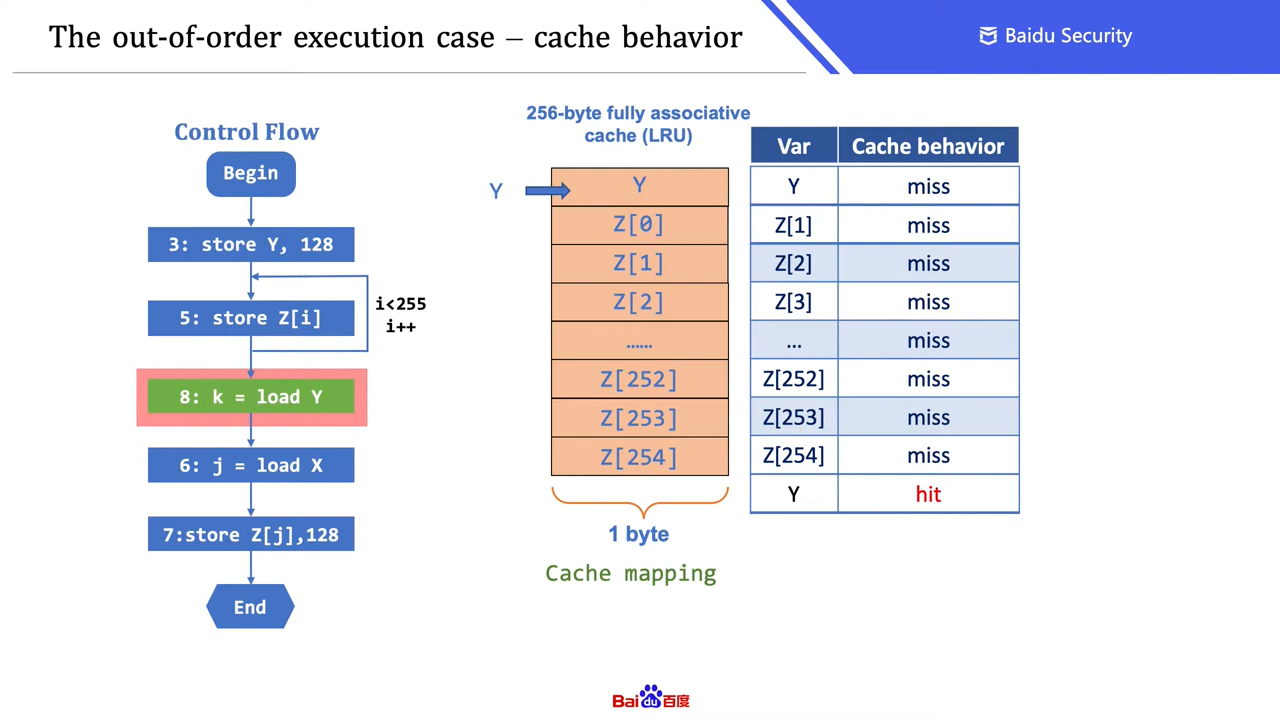 The out-of-order execution case – cache behavior
Baidu Security
Control Flow
Begin
3: store Y, 128
5: store Z[i]
i<255
i++
8: k = load Y
6: j = load X
7:store Z[j],128
End
256-byte fully associative
cache (LRU)
Y
Y
Z[0]
Z[1]
Z[2]
……
Z[252]
Z[253]
Z[254]
1 byte
Cache mapping
Var Cache behavior
Y miss
Z[1] miss
Z[2] miss
Z[3] miss
... miss
Z[252] miss
Z[253] miss
Z[254] miss
Y hit
Bai du 百度